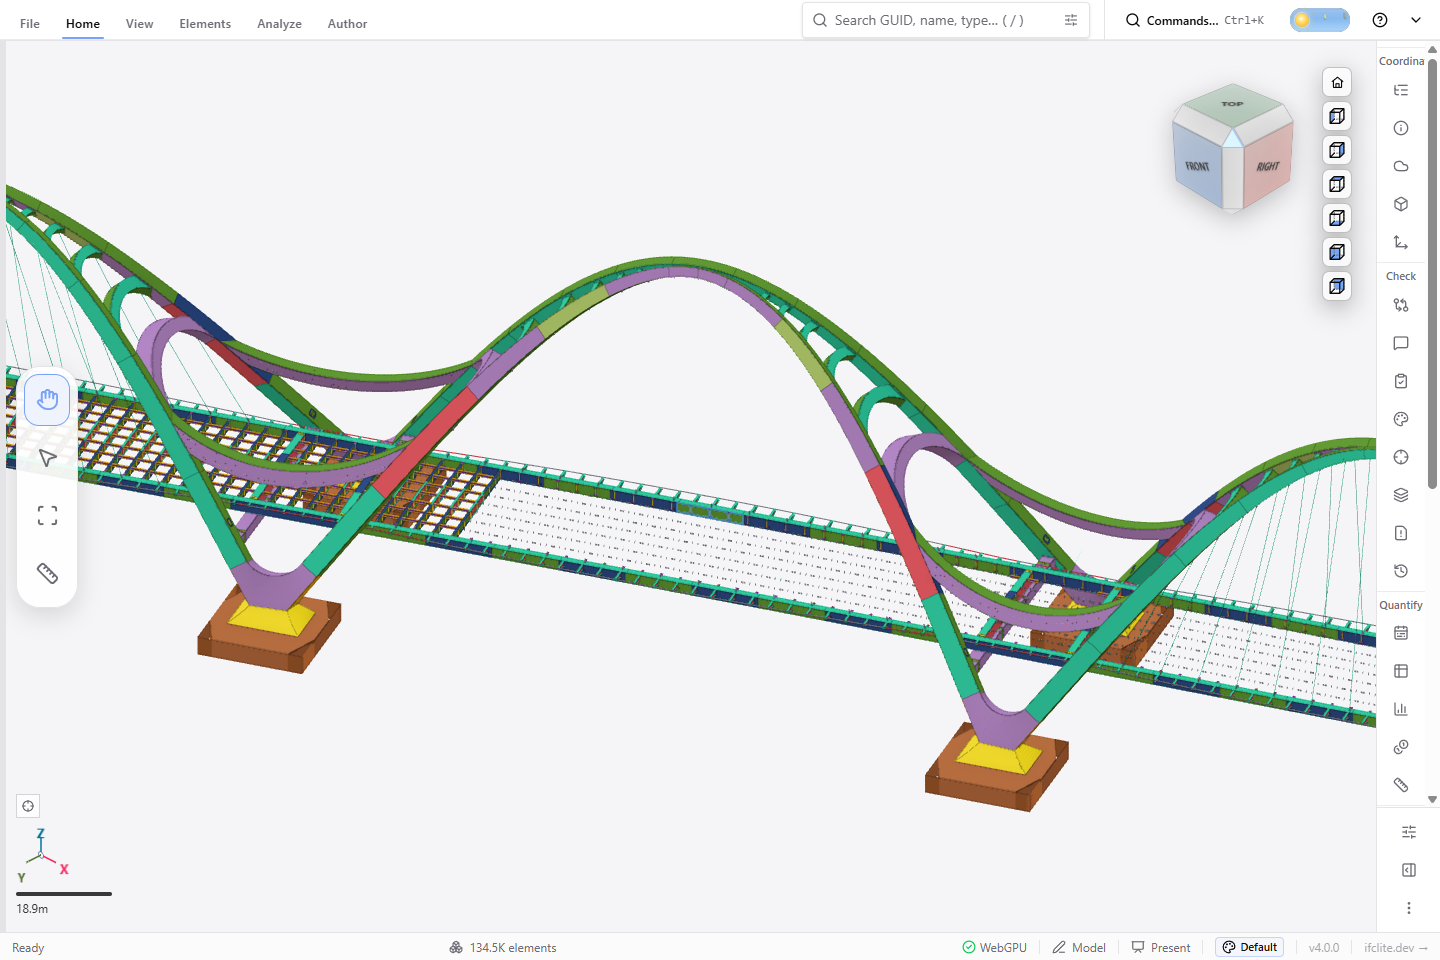 File Home View Elements Analyze Author
Search GUID, name, type... ( / )
Commands... Ctrl+K
TOP
FRONT RIGHT
Coordina
Check
Quantify
Z
X
Y
18.9m
Ready
134.5K elements
WebGPU
Model
Present
Default
v4.0.0
ifclite.dev →